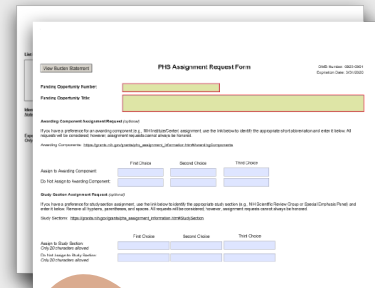 View Burden Statement
PHS Assignment Request Form
OMB Number: 0925-0001
Funding Opportunity Number:
Funding Opportunity Title:
Awarding Component Assignment Request (optional)
If you have a preference for an awarding component (e.g., NIH Institute/Center) assignment, use the link below to identify the appropriate short abbreviation and enter it below. All
requests will be considered; however, assignment requests cannot always be honored.
Awarding Components:
First Choice Second Choice Third Choice
Assign to Awarding Component:
Do Not Assign to Awarding Component:
Study Section Assignment Request (optional)
If you have a preference for study section assignment, use the link below to identify the appropriate study section (e.g., NIH Scientific Review Group or Special Emphasis Panel) and
enter it below. Remove all hyphens, parentheses, and spaces. All requests will be considered; however, assignment requests cannot always be honored.
Study Sections:
First Choice Second Choice Third Choice
Assign to Study Section:
Only 20 characters allowed
Do Not Assign to Study Section:
Only 20 characters allowed